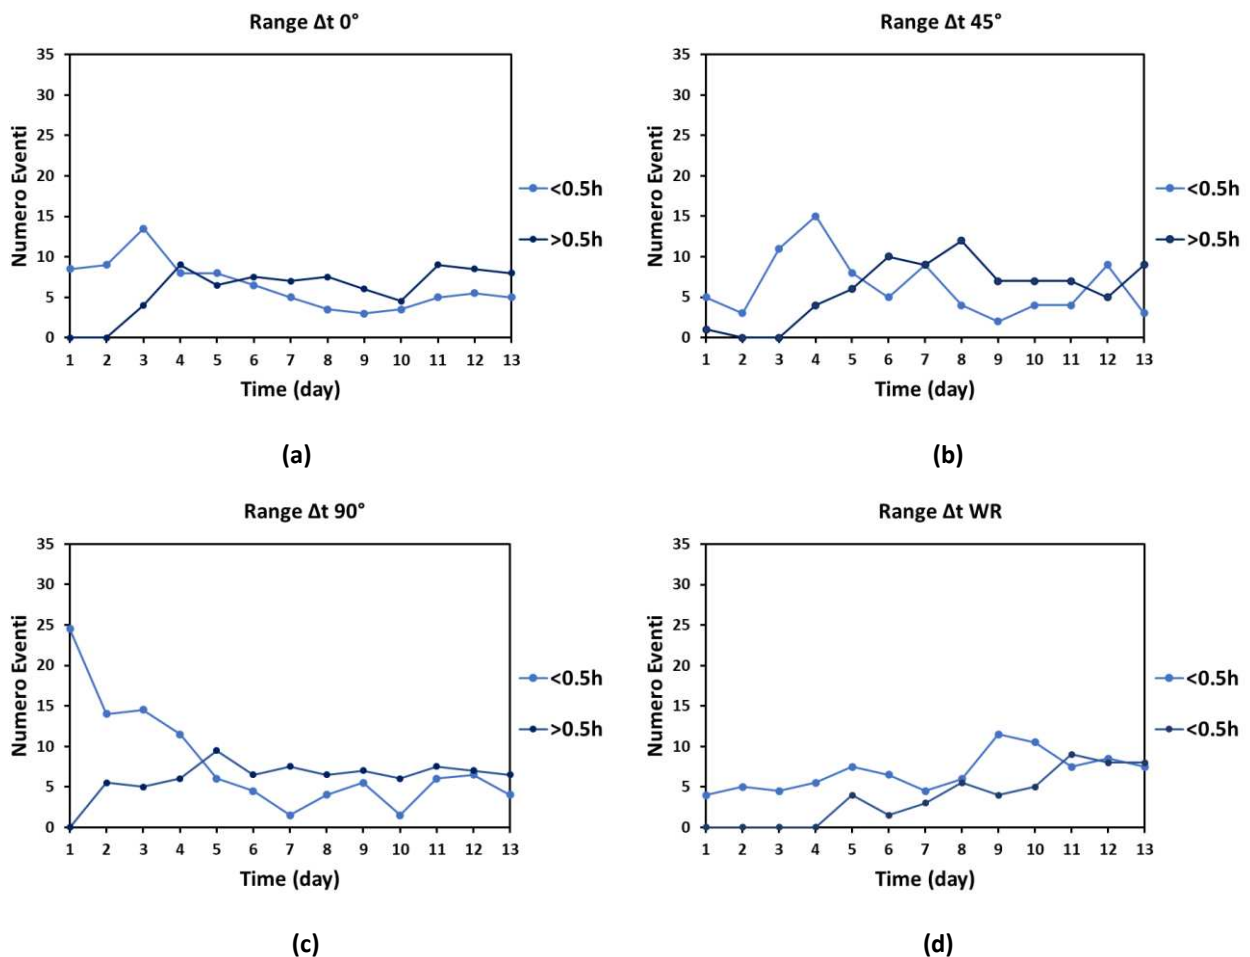 Range Δt 0°
35
30
25
20
15
10
5
0
Numero Eventi
1 2 3 4 5 6 7 8 9 10 11 12 13
Time (day)
<0.5h
>0.5h
(a)
Range Δt 45°
35
30
25
20
15
10
5
0
Numero Eventi
1 2 3 4 5 6 7 8 9 10 11 12 13
Time (day)
<0.5h
>0.5h
(b)
Range Δt 90°
35
30
25
20
15
10
5
0
Numero Eventi
1 2 3 4 5 6 7 8 9 10 11 12 13
Time (day)
<0.5h
>0.5h
(c)
Range Δt WR
35
30
25
20
15
10
5
0
Numero Eventi
1 2 3 4 5 6 7 8 9 10 11 12 13
Time (day)
<0.5h
<0.5h
(d)